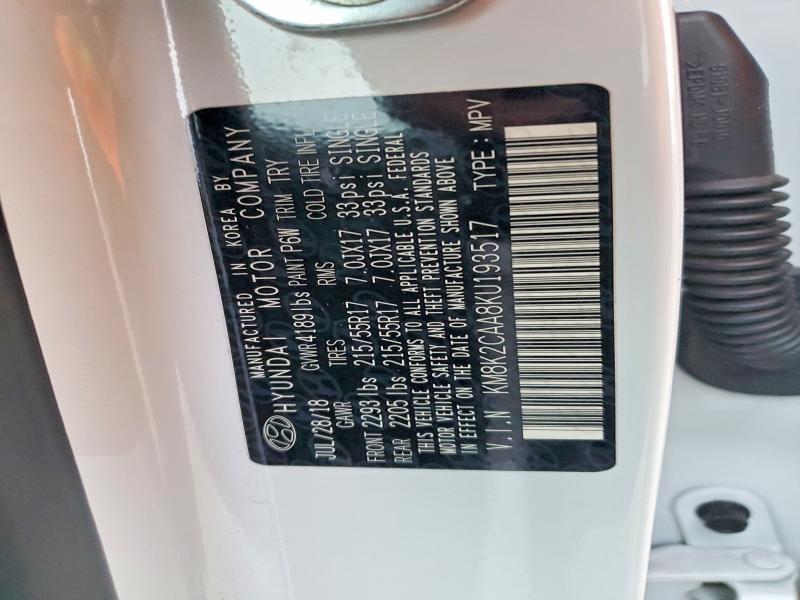 MANUFACTURED IN KOREA BY
HYUNDAI MOTOR COMPANY
JUL/28/18 GVWR4189 lbs PAINT P6W TRIM TRY
GAWR TIRES RIMS COLD TIRE INFL
FRONT 2293 lbs 215/55R17 7.0JX17 33psi SINGLE
REAR 2205 lbs 215/55R17 7.0JX17 33psi SINGLE
THIS VEHICLE CONFORMS TO ALL APPLICABLE U.S.A. FEDERAL
MOTOR VEHICLE SAFETY AND THEFT PREVENTION STANDARDS
IN EFFECT ON THE DATE OF MANUFACTURE SHOWN ABOVE
V.I.N KM8K2CAA8KU193517 TYPE: MPV